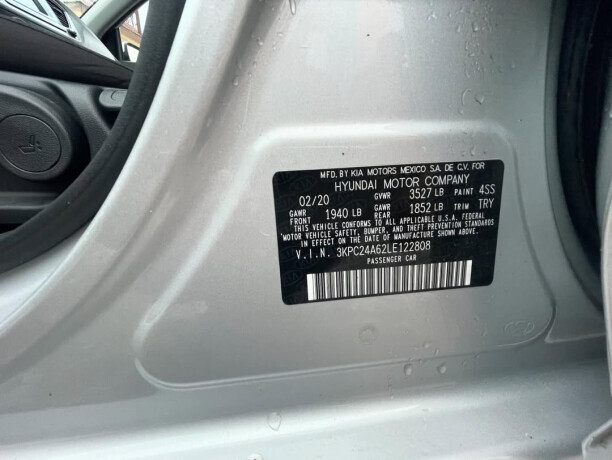 MFD. BY KIA MOTORS MEXICO S.A. DE C.V. FOR
HYUNDAI MOTOR COMPANY
02/20 GVWR 3527 LB PAINT 4SS
GAWR FRONT 1940 LB GAWR REAR 1852 LB TRIM TRY
THIS VEHICLE CONFORMS TO ALL APPLICABLE U.S.A. FEDERAL
MOTOR VEHICLE SAFETY, BUMPER, AND THEFT PREVENTION STANDARDS
IN EFFECT ON THE DATE OF MANUFACTURE SHOWN ABOVE.
V.I.N. 3KPC24A62LE122808
PASSENGER CAR